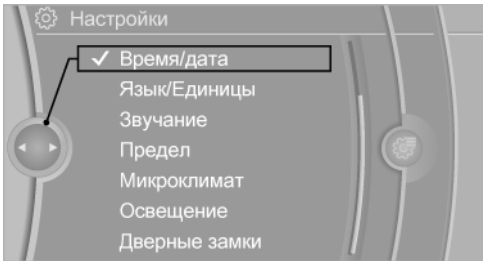 Настройки
Время/дата
Язык/Единицы
Звучание
Предел
Микроклимат
Освещение
Дверные замки